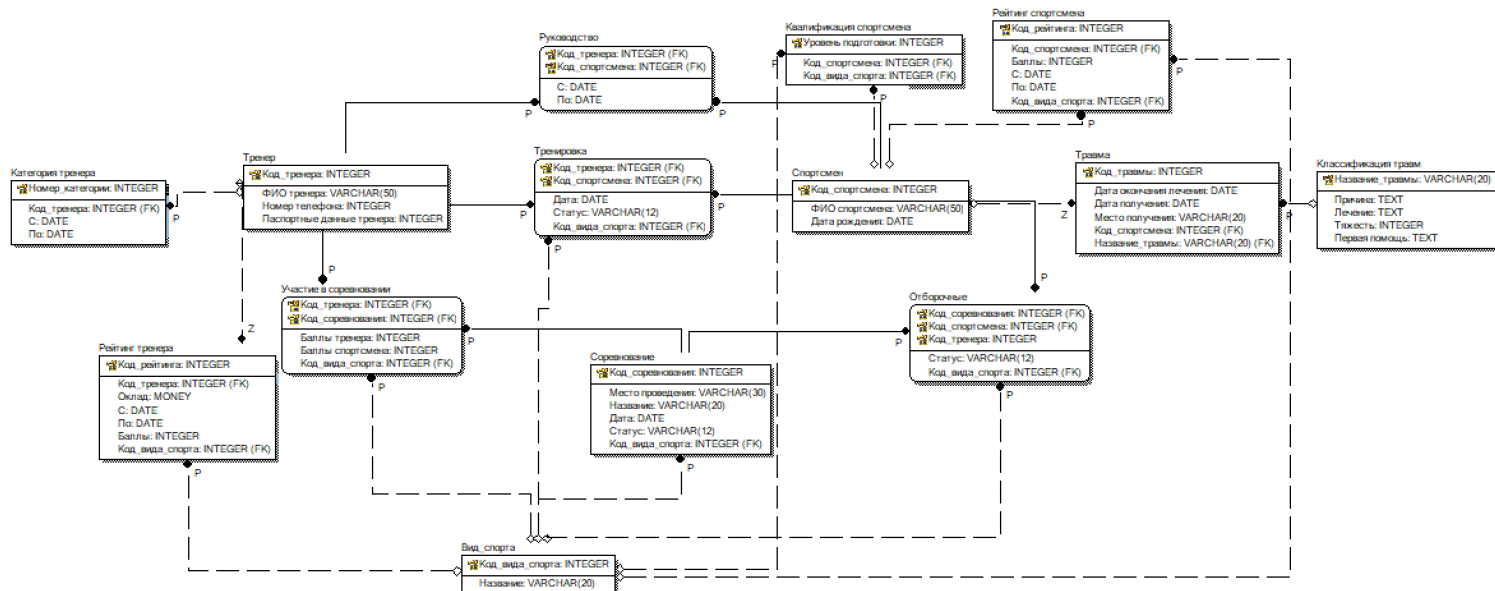 Руководство
Код_тренера: INTEGER (FK)
Код_спортсмена: INTEGER (FK)
С: DATE
По: DATE
P
P
Квалификация спортсмена
Уровень подготовки: INTEGER
Код_спортсмена: INTEGER (FK)
Код_вида_спорта: INTEGER (FK)
P
P
Рейтинг спортсмена
Код_рейтинга: INTEGER
Код_спортсмена: INTEGER (FK)
Баллы: INTEGER
С: DATE
По: DATE
Код_вида_спорта: INTEGER (FK)
P
P
Категория тренера
Номер_категории: INTEGER
Код_тренера: INTEGER (FK)
С: DATE
По: DATE
P
Тренер
Код_тренера: INTEGER
ФИО тренера: VARCHAR(50)
Номер телефона: INTEGER
Паспортные данные тренера: INTEGER
Тренировка
Код_тренера: INTEGER (FK)
Код_спортсмена: INTEGER (FK)
Дата: DATE
Статус: VARCHAR(12)
Код_вида_спорта: INTEGER (FK)
P
P
P
Спортсмен
Код_спортсмена: INTEGER
ФИО спортсмена: VARCHAR(50)
Дата рождения: DATE
Травма
Код_травмы: INTEGER
Дата окончания лечения: DATE
Дата получения: DATE
Место получения: VARCHAR(20)
Код_спортсмена: INTEGER (FK)
Название_травмы: VARCHAR(20) (FK)
Z
P
Классификация травм
Название_травмы: VARCHAR(20)
Причина: TEXT
Лечение: TEXT
Тяжесть: INTEGER
Первая помощь: TEXT
Участие в соревновании
Код_тренера: INTEGER (FK)
Код_соревнования: INTEGER (FK)
Баллы тренера: INTEGER
Баллы спортсмена: INTEGER
Код_вида_спорта: INTEGER (FK)
P
P
P
Отборочные
Код_соревнования: INTEGER (FK)
Код_спортсмена: INTEGER (FK)
Код_тренера: INTEGER
Статус: VARCHAR(12)
Код_вида_спорта: INTEGER (FK)
P
P
P
Рейтинг тренера
Код_рейтинга: INTEGER
Код_тренера: INTEGER (FK)
Оклад: MONEY
С: DATE
По: DATE
Баллы: INTEGER
Код_вида_спорта: INTEGER (FK)
Z
P
Соревнование
Код_соревнования: INTEGER
Место проведения: VARCHAR(30)
Название: VARCHAR(20)
Дата: DATE
Статус: VARCHAR(12)
Код_вида_спорта: INTEGER (FK)
P
Вид_спорта
Код_вида_спорта: INTEGER
Название: VARCHAR(20)